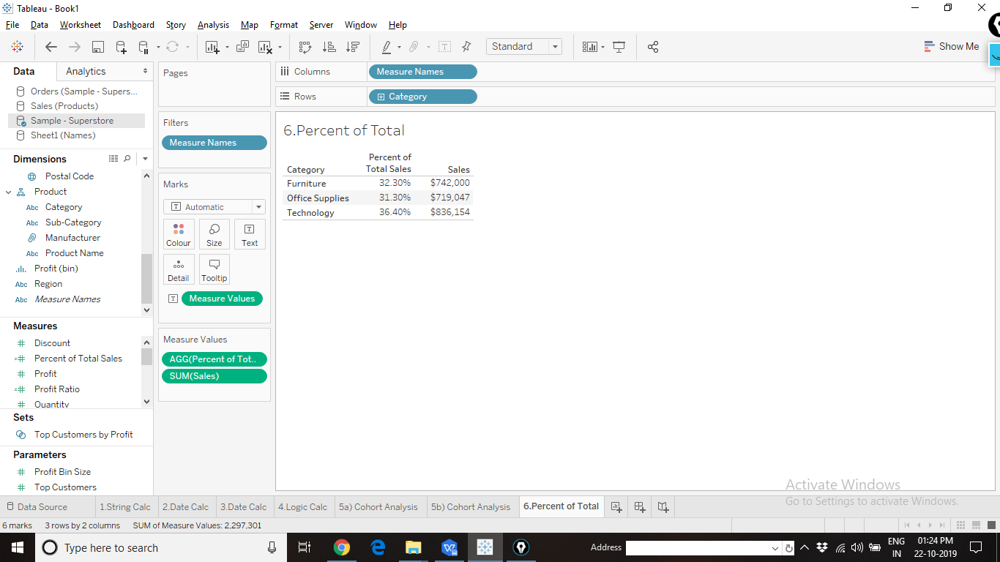 Tableau - Book1
File Data Worksheet Dashboard Story Analysis Map Format Server Window Help
Standard
Show Me
Data Analytics
Orders (Sample - Supers...
Sales (Products)
Sample - Superstore
Sheet1 (Names)
Dimensions
Postal Code
Product
Abc Category
Abc Sub-Category
Manufacturer
Abc Product Name
Profit (bin)
Abc Region
Abc Measure Names
Measures
Discount
Percent of Total Sales
Profit
Profit Ratio
Quantity
Sets
Top Customers by Profit
Parameters
Profit Bin Size
Top Customers
Pages
Filters
Measure Names
Marks
Automatic
Colour Size Text
Detail Tooltip
Measure Values
Measure Values
AGG(Percent of Tot..
SUM(Sales)
Columns Measure Names
Rows Category
6.Percent of Total
Percent of
Category Total Sales Sales
Furniture 32.30% $742,000
Office Supplies 31.30% $719,047
Technology 36.40% $836,154
Activate Windows
Go to Settings to activate Windows.
Data Source 1.String Calc 2.Date Calc 3.Date Calc 4.Logic Calc 5a) Cohort Analysis 5b) Cohort Analysis 6.Percent of Total
6 marks 3 rows by 2 columns SUM of Measure Values: 2,297,301
Type here to search
Address
ENG
IN
01:24 PM
22-10-2019